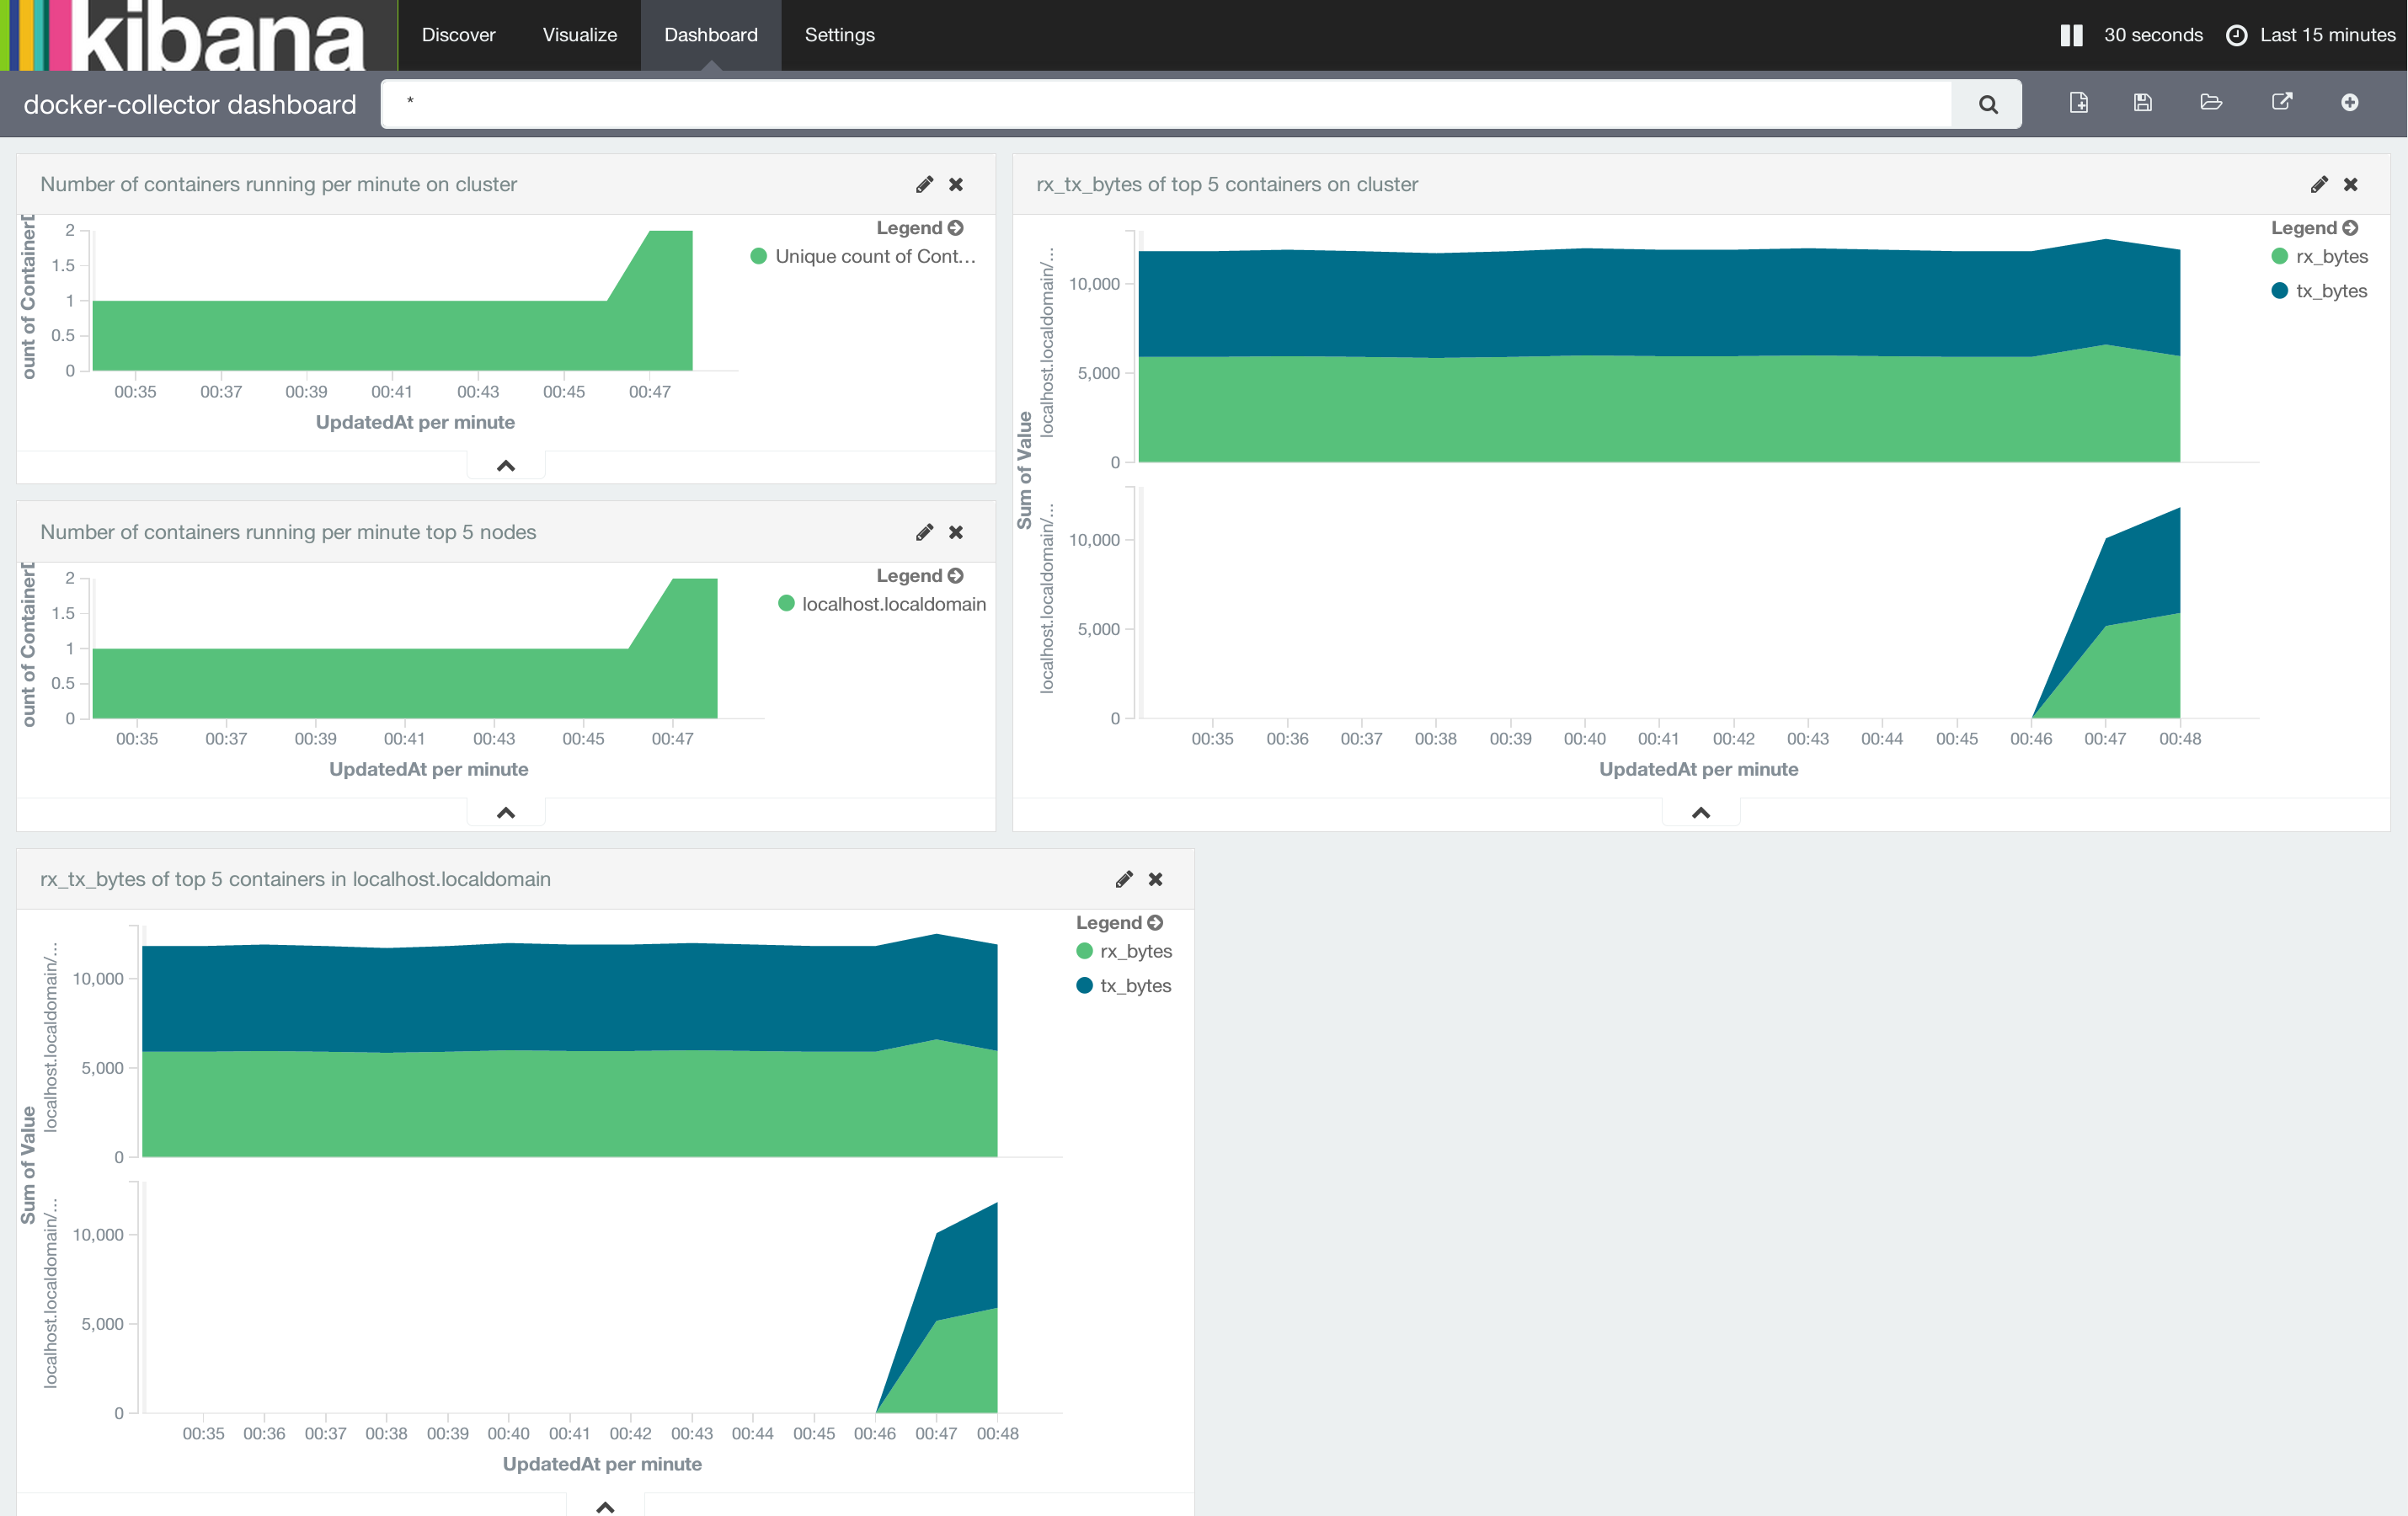 kibana
Discover Visualize Dashboard Settings 30 seconds Last 15 minutes
docker-collector dashboard * 
Number of containers running per minute on cluster
Legend
Unique count of Cont...
ount of Container
2
1.5
1
0.5
0
00:35 00:37 00:39 00:41 00:43 00:45 00:47
UpdatedAt per minute
Number of containers running per minute top 5 nodes
Legend
localhost.localdomain
ount of Container
2
1.5
1
0.5
0
00:35 00:37 00:39 00:41 00:43 00:45 00:47
UpdatedAt per minute
rx_tx_bytes of top 5 containers on cluster
Legend
rx_bytes
tx_bytes
Sum of Value
localhost.localdomain/...
10,000
5,000
0
localhost.localdomain/...
10,000
5,000
0
00:35 00:36 00:37 00:38 00:39 00:40 00:41 00:42 00:43 00:44 00:45 00:46 00:47 00:48
UpdatedAt per minute
rx_tx_bytes of top 5 containers in localhost.localdomain
Legend
rx_bytes
tx_bytes
Sum of Value
localhost.localdomain/...
10,000
5,000
0
localhost.localdomain/...
10,000
5,000
0
00:35 00:36 00:37 00:38 00:39 00:40 00:41 00:42 00:43 00:44 00:45 00:46 00:47 00:48
UpdatedAt per minute